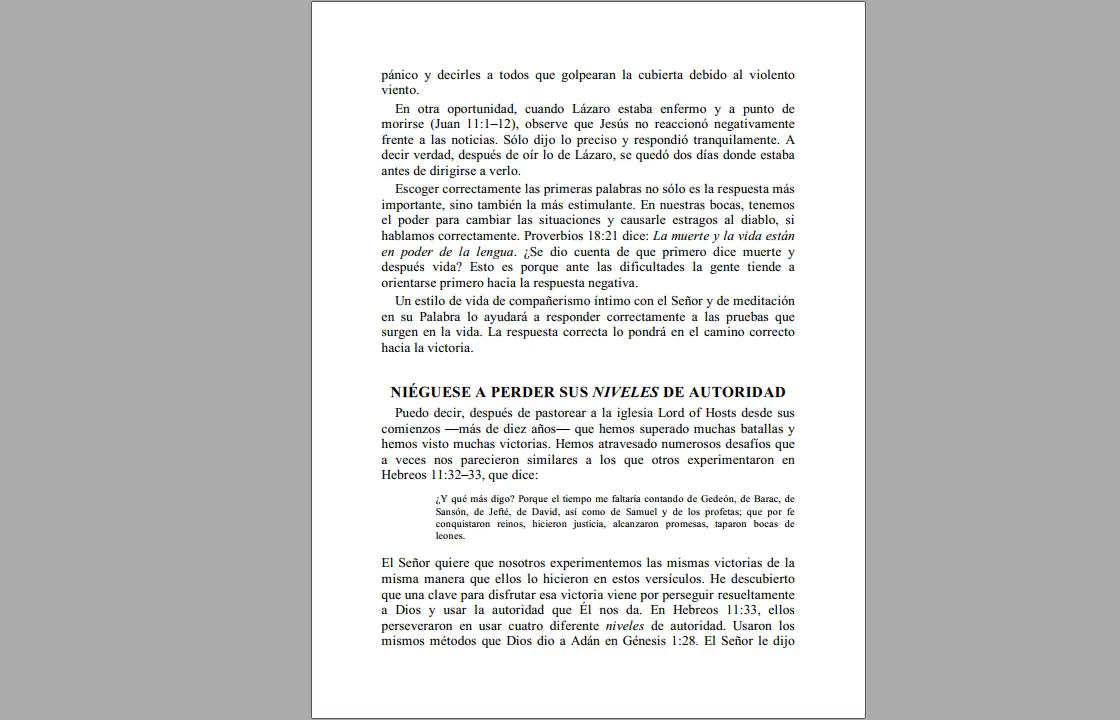 pánico y decirles a todos que golpearan la cubierta debido al violento
viento.
En otra oportunidad, cuando Lázaro estaba enfermo y a punto de
morirse (Juan 11:1–12), observe que Jesús no reaccionó negativamente
frente a las noticias. Sólo dijo lo preciso y respondió tranquilamente. A
decir verdad, después de oír lo de Lázaro, se quedó dos días donde estaba
antes de dirigirse a verlo.
Escoger correctamente las primeras palabras no sólo es la respuesta más
importante, sino también la más estimulante. En nuestras bocas, tenemos
el poder para cambiar las situaciones y causarle estragos al diablo, si
hablamos correctamente. Proverbios 18:21 dice: La muerte y la vida están
en poder de la lengua. ¿Se dio cuenta de que primero dice muerte y
después vida? Esto es porque ante las dificultades la gente tiende a
orientarse primero hacia la respuesta negativa.
Un estilo de vida de compañerismo íntimo con el Señor y de meditación
en su Palabra lo ayudará a responder correctamente a las pruebas que
surgen en la vida. La respuesta correcta lo pondrá en el camino correcto
hacia la victoria.
NIÉGUESE A PERDER SUS NIVELES DE AUTORIDAD
Puedo decir, después de pastorear a la iglesia Lord of Hosts desde sus
comienzos —más de diez años— que hemos superado muchas batallas y
hemos visto muchas victorias. Hemos atravesado numerosos desafíos que
a veces nos parecieron similares a los que otros experimentaron en
Hebreos 11:32–33, que dice:
¿Y qué más digo? Porque el tiempo me faltaría contando de Gedeón, de Barac, de
Sansón, de Jefté, de David, así como de Samuel y de los profetas; que por fe
conquistaron reinos, hicieron justicia, alcanzaron promesas, taparon bocas de
leones.
El Señor quiere que nosotros experimentemos las mismas victorias de la
misma manera que ellos lo hicieron en estos versículos. He descubierto
que una clave para disfrutar esa victoria viene por perseguir resueltamente
a Dios y usar la autoridad que Él nos da. En Hebreos 11:33, ellos
perseveraron en usar cuatro diferente niveles de autoridad. Usaron los
mismos métodos que Dios dio a Adán en Génesis 1:28. El Señor le dijo